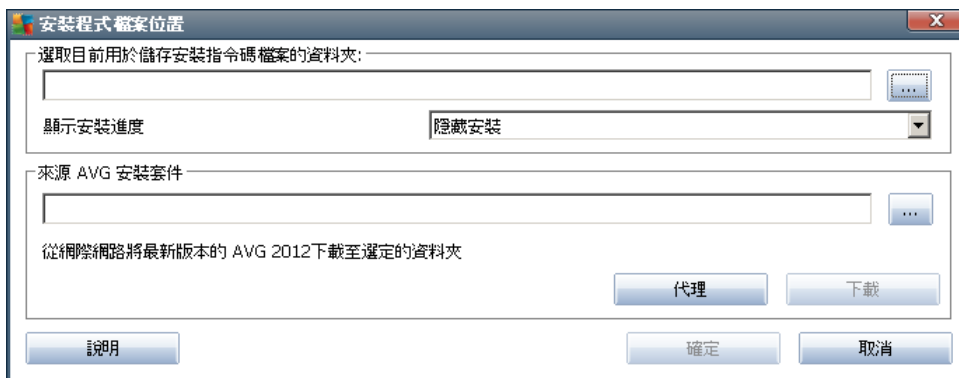 安裝程式檔案位置
選取目前用於儲存安裝指令碼檔案的資料夾:
...
顯示安裝進度
隱藏安裝
來源 AVG 安裝套件
...
從網際網路將最新版本的 AVG 2012下載至選定的資料夾
代理
下載
說明
確定
取消